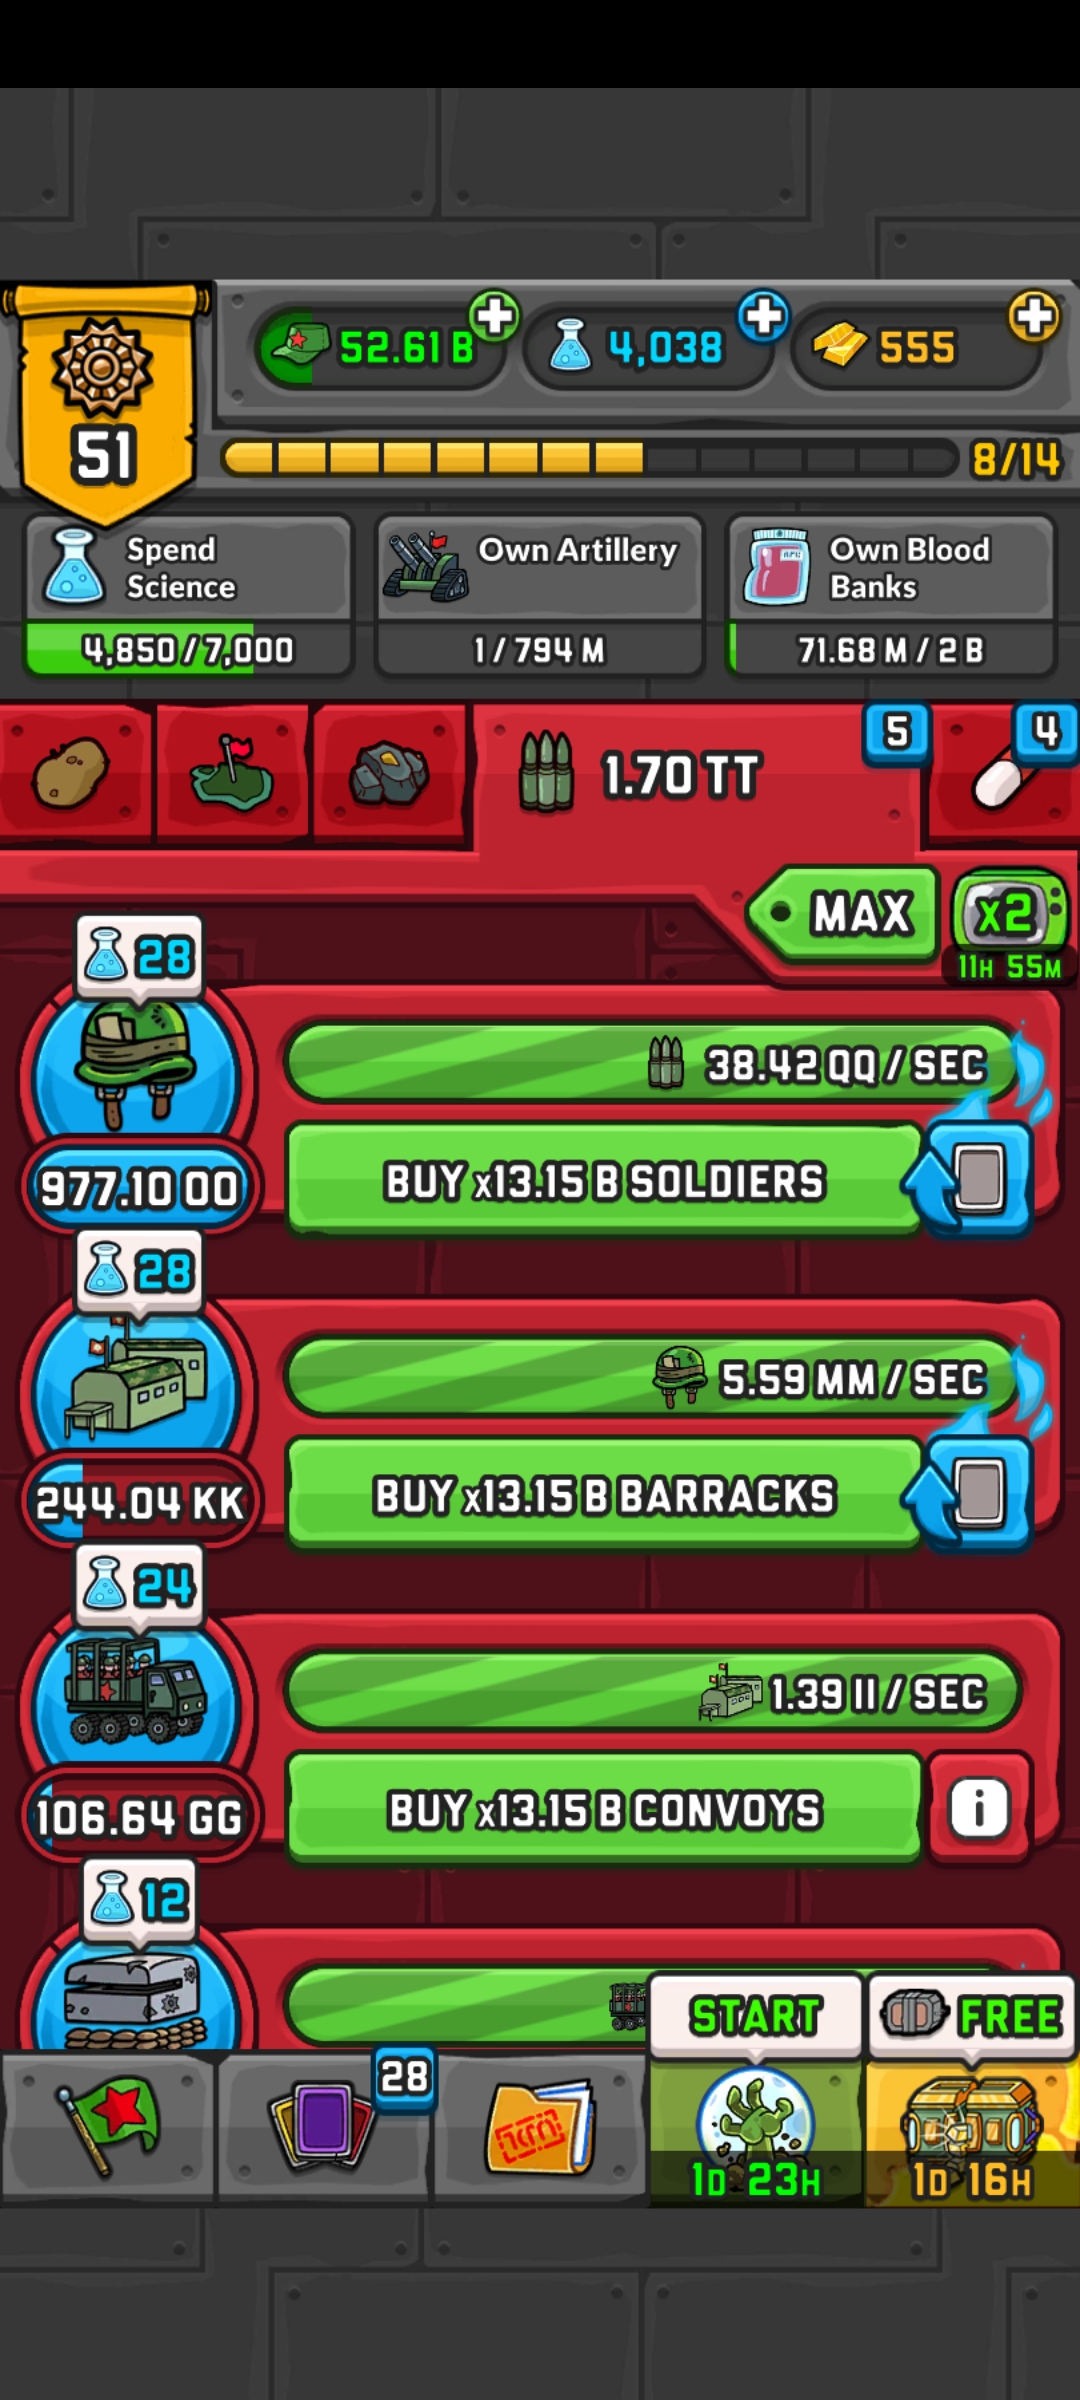 52.61 B
4,038
555
51
8/14
Spend
Science
4,850/7,000
Own Artillery
1/794 M
Own Blood
Banks
71.68 M/2 B
1.70 TT
5
4
MAX
x2
11H 55M
28
38.42 QQ/SEC
977.10 OO
BUY x13.15 B SOLDIERS
28
5.59 MM/SEC
244.04 KK
BUY x13.15 B BARRACKS
24
1.39 II/SEC
106.64 GG
BUY x13.15 B CONVOYS
i
12
START
FREE
28
1D 23H
1D 16H